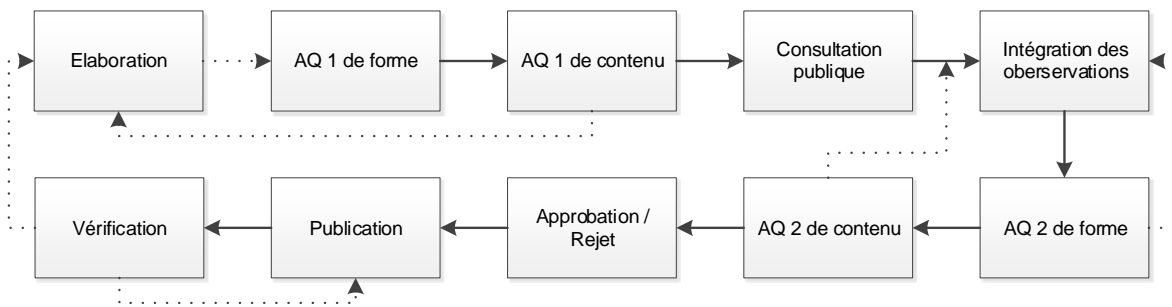 Elaboration
AQ 1 de forme
AQ 1 de contenu
Consultation
publique
Intégration des
oberservations
Vérification
Publication
Approbation /
Rejet
AQ 2 de contenu
AQ 2 de forme